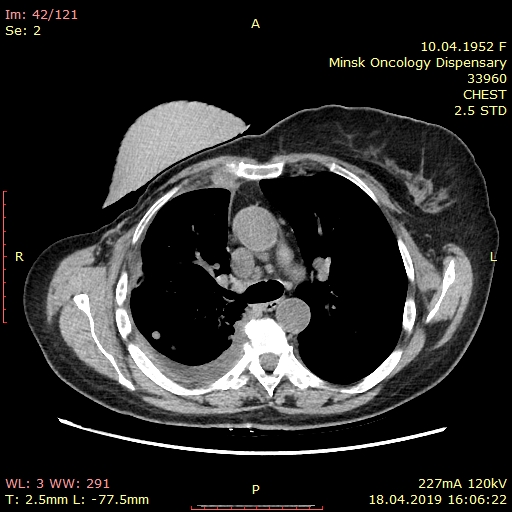 Im: 42/121
Se: 2
A
10.04.1952 F
Minsk Oncology Dispensary
33960
CHEST
2.5 STD
R
L
WL: 3 WW: 291
T: 2.5mm L: -77.5mm
P
227mA 120kV
18.04.2019 16:06:22